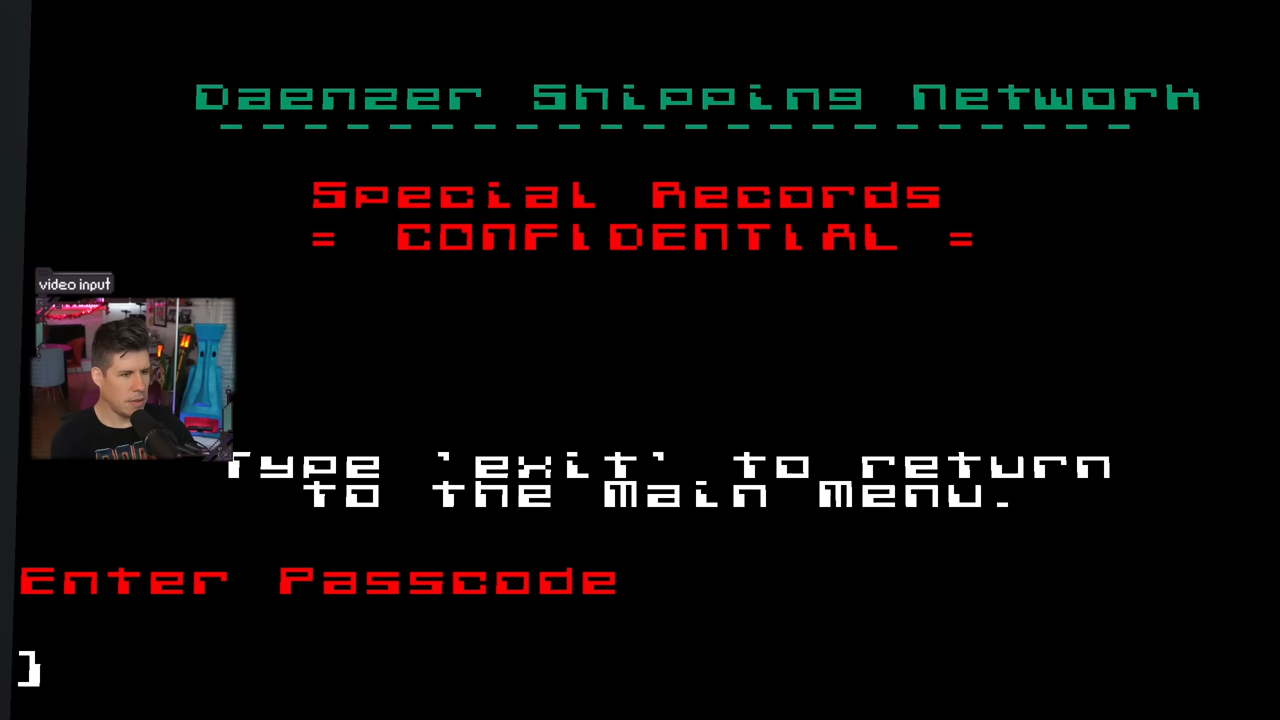 Daenzer Shipping Network
- - - - - - - - - - - - - - - - - - - - - -
Special Records
= CONFIDENTIAL =
video input
Type 'exit' to return
to the Main Menu.
Enter Passcode
]